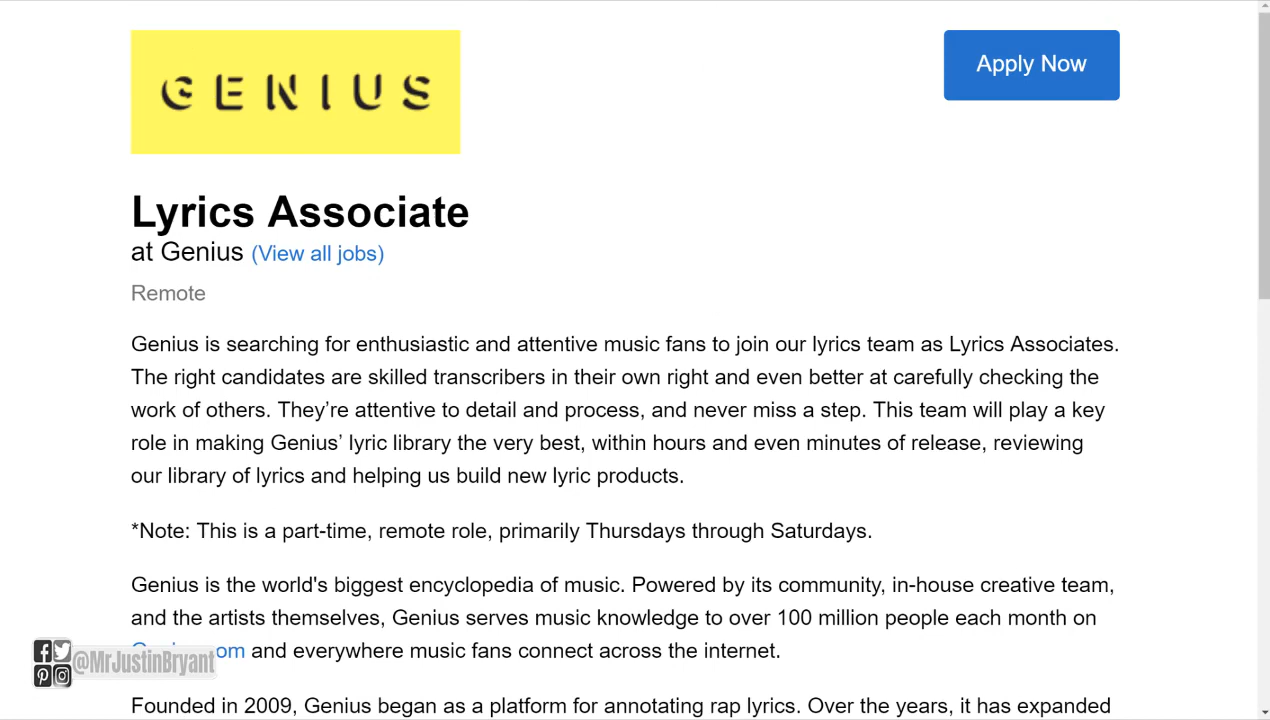 GENIUS
Apply Now
Lyrics Associate
at Genius (View all jobs)
Remote
Genius is searching for enthusiastic and attentive music fans to join our lyrics team as Lyrics Associates.
The right candidates are skilled transcribers in their own right and even better at carefully checking the
work of others. They’re attentive to detail and process, and never miss a step. This team will play a key
role in making Genius’ lyric library the very best, within hours and even minutes of release, reviewing
our library of lyrics and helping us build new lyric products.
*Note: This is a part-time, remote role, primarily Thursdays through Saturdays.
Genius is the world's biggest encyclopedia of music. Powered by its community, in-house creative team,
and the artists themselves, Genius serves music knowledge to over 100 million people each month on
and everywhere music fans connect across the internet.
@MrJustinBryant
Founded in 2009, Genius began as a platform for annotating rap lyrics. Over the years, it has expanded